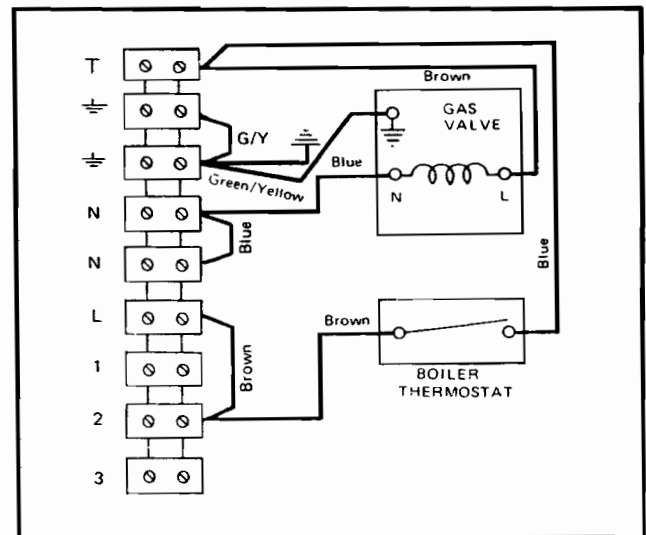 T
Brown
GAS
VALVE
G/Y
Blue
Green/Yellow
N
L
N
Blue
N
Blue
L
Brown
1
Brown
BOILER
THERMOSTAT
2
3